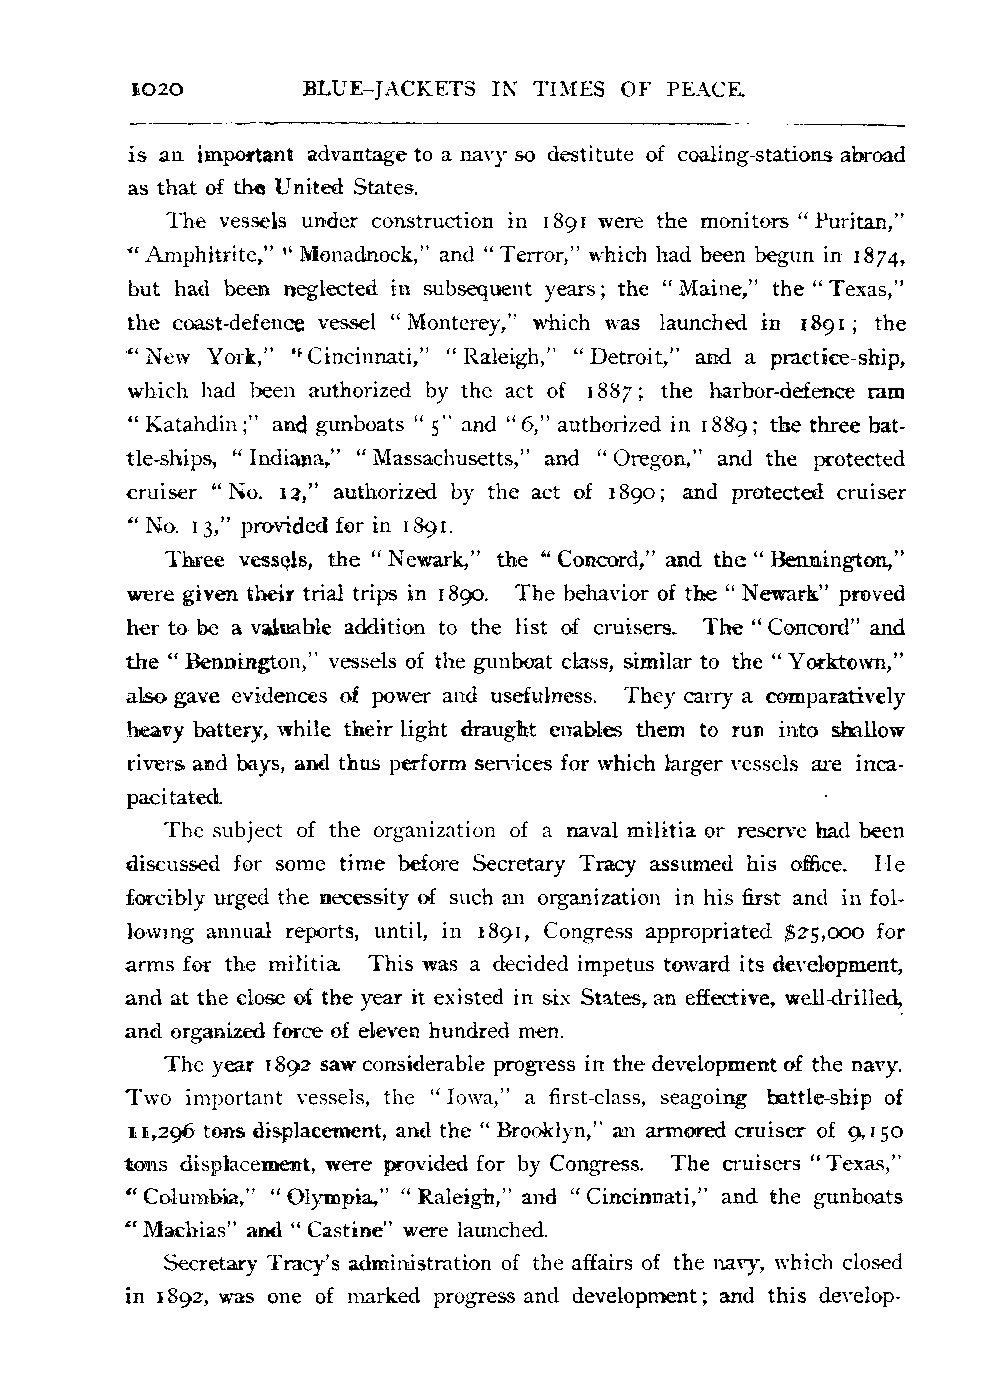 1020 BLUE-JACKETS IN TIMES OF PEACE.
is an important advantage to a navy so destitute of coaling-stations abroad
as that of the United States.
The vessels under construction in 1891 were the monitors “Puritan,”
“Amphitrite,” “Monadnock,” and “Terror,” which had been begun in 1874,
but had been neglected in subsequent years; the “Maine,” the “Texas,”
the coast-defence vessel “Monterey,” which was launched in 1891; the
“New York,” “Cincinnati,” “Raleigh,” “Detroit,” and a practice-ship,
which had been authorized by the act of 1887; the harbor-defence ram
“Katahdin;” and gunboats “5” and “6,” authorized in 1889; the three bat-
tle-ships, “Indiana,” “Massachusetts,” and “Oregon,” and the protected
cruiser “No. 12,” authorized by the act of 1890; and protected cruiser
“No. 13,” provided for in 1891.
Three vessels, the “Newark,” the “Concord,” and the “Bennington,”
were given their trial trips in 1890. The behavior of the “Newark” proved
her to be a valuable addition to the list of cruisers. The “Concord” and
the “Bennington,” vessels of the gunboat class, similar to the “Yorktown,”
also gave evidences of power and usefulness. They carry a comparatively
heavy battery, while their light draught enables them to run into shallow
rivers and bays, and thus perform services for which larger vessels are inca-
pacitated.
The subject of the organization of a naval militia or reserve had been
discussed for some time before Secretary Tracy assumed his office. He
forcibly urged the necessity of such an organization in his first and in fol-
lowing annual reports, until, in 1891, Congress appropriated $25,000 for
arms for the militia. This was a decided impetus toward its development,
and at the close of the year it existed in six States, an effective, well-drilled,
and organized force of eleven hundred men.
The year 1892 saw considerable progress in the development of the navy.
Two important vessels, the “Iowa,” a first-class, seagoing battle-ship of
11,296 tons displacement, and the “Brooklyn,” an armored cruiser of 9,150
tons displacement, were provided for by Congress. The cruisers “Texas,”
“Columbia,” “Olympia,” “Raleigh,” and “Cincinnati,” and the gunboats
“Machias” and “Castine” were launched.
Secretary Tracy's administration of the affairs of the navy, which closed
in 1892, was one of marked progress and development; and this develop-